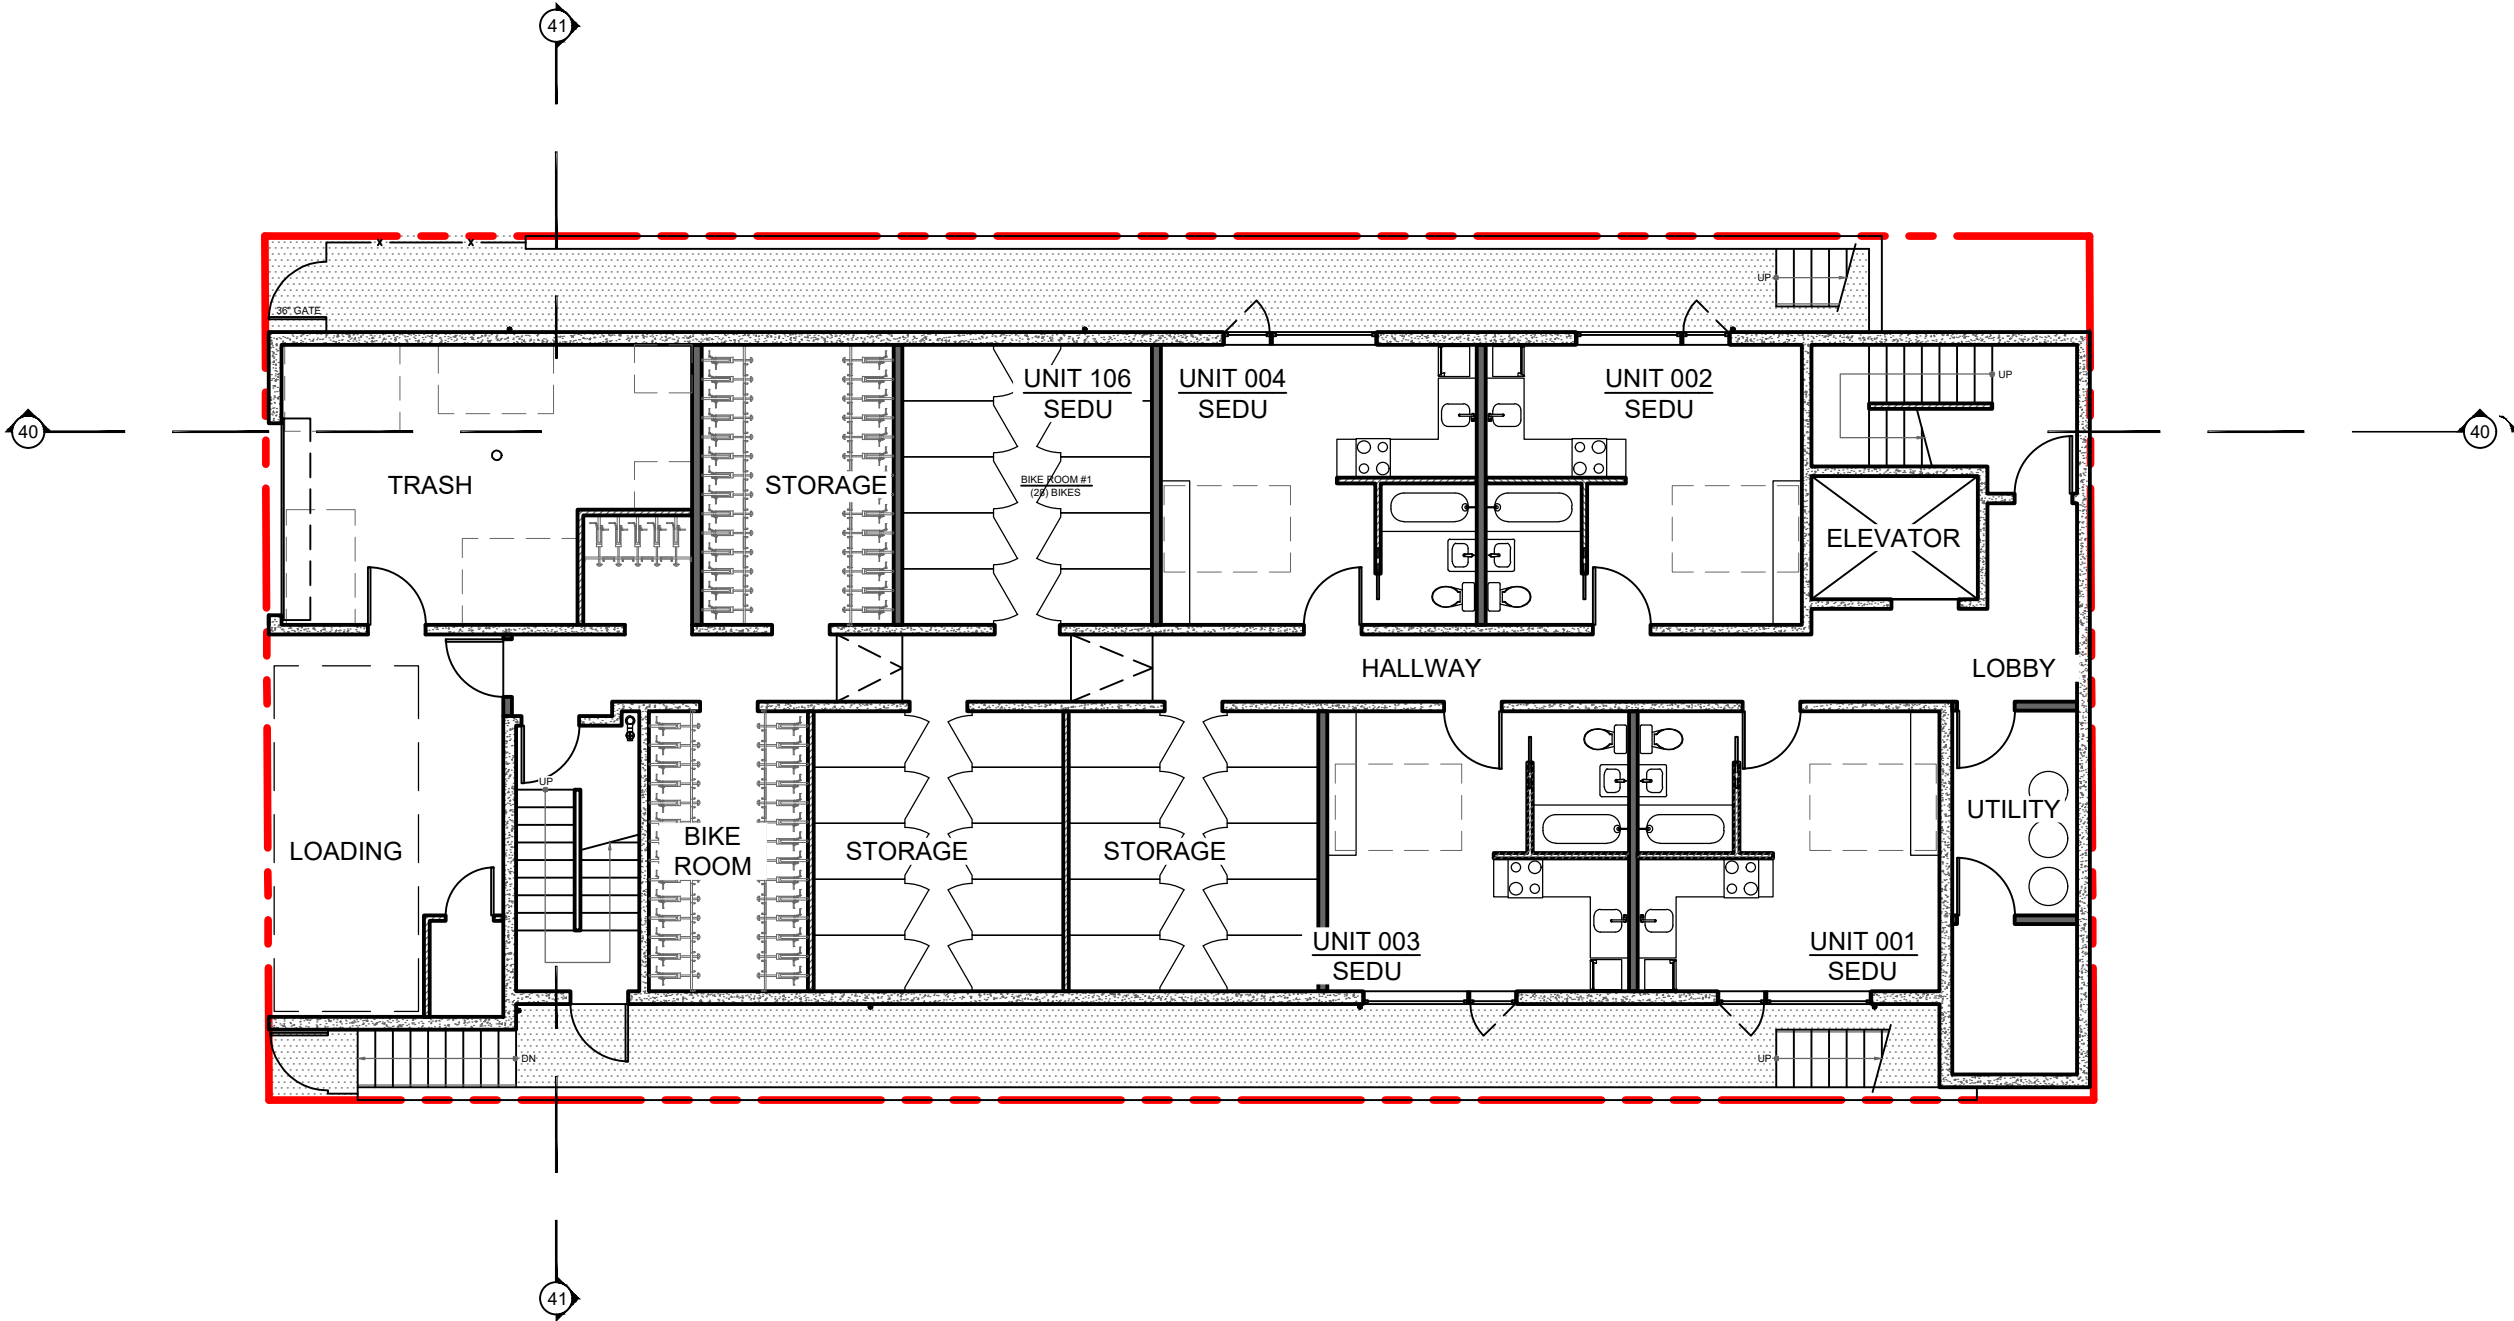 41
36" GATE
UP
UNIT 106
SEDU
UNIT 004
SEDU
UNIT 002
SEDU
UP
40
40
TRASH
STORAGE
BIKE ROOM #1
(28) BIKES
ELEVATOR
HALLWAY
LOBBY
UP
LOADING
BIKE
ROOM
STORAGE
STORAGE
UTILITY
UNIT 003
SEDU
UNIT 001
SEDU
DN
UP
41